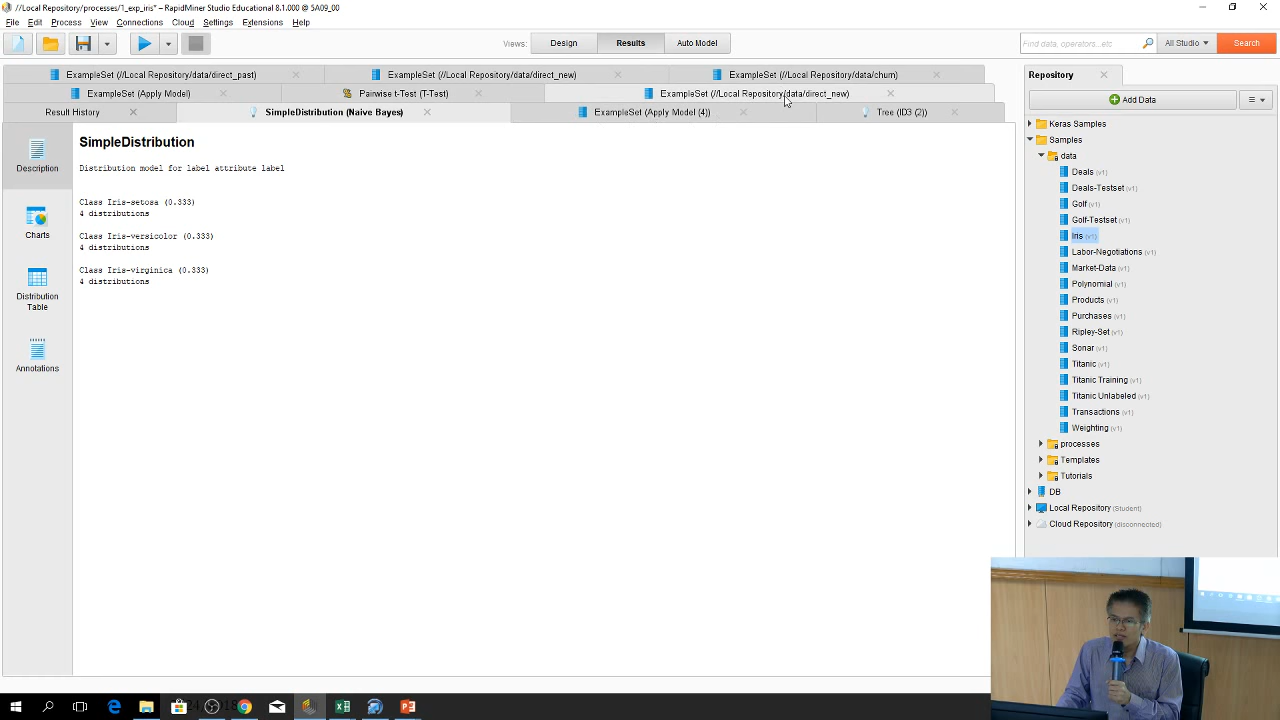 //Local Repository/processes/1_exp_iris* – RapidMiner Studio Educational 8.1.000 @ SA09_00
File Edit Process View Connections Cloud Settings Extensions Help
Views: Design Results Auto Model
Find data, operators...etc
All Studio
Search
ExampleSet (//Local Repository/data/direct_past)
ExampleSet (//Local Repository/data/direct_new)
ExampleSet (//Local Repository/data/churn)
ExampleSet (Apply Model)
Pairwise t-Test (T-Test)
ExampleSet (//Local Repository/data/direct_new)
Result History
SimpleDistribution (Naive Bayes)
ExampleSet (Apply Model (4))
Tree (ID3 (2))
Description
Charts
Distribution
Table
Annotations
SimpleDistribution
Distribution model for label attribute label
Class Iris-setosa (0.333)
4 distributions
Class Iris-versicolor (0.333)
4 distributions
Class Iris-virginica (0.333)
4 distributions
Repository
Add Data
Keras Samples
Samples
data
Deals (v1)
Deals-Testset (v1)
Golf (v1)
Golf-Testset (v1)
Iris (v1)
Labor-Negotiations (v1)
Market-Data (v1)
Polynomial (v1)
Products (v1)
Purchases (v1)
Ripley-Set (v1)
Sonar (v1)
Titanic (v1)
Titanic Training (v1)
Titanic Unlabeled (v1)
Transactions (v1)
Weighting (v1)
processes
Templates
Tutorials
DB
Local Repository (Student)
Cloud Repository (disconnected)